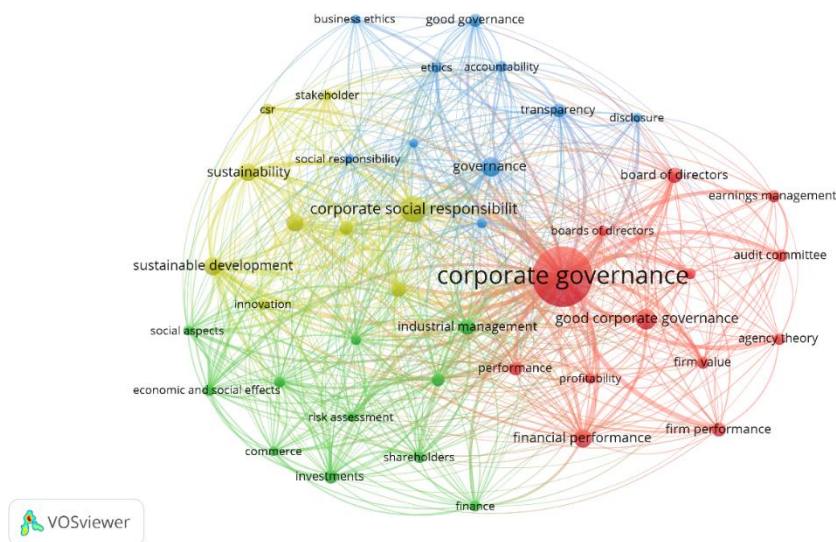 business ethics
good governance
ethics
accountability
stakeholder
csr
transparency
disclosure
social responsibility
governance
sustainability
board of directors
earnings management
corporate social responsibilit
boards of directors
audit committee
sustainable development
corporate governance
innovation
good corporate governance
industrial management
social aspects
agency theory
performance
firm value
profitability
economic and social effects
risk assessment
firm performance
financial performance
commerce
shareholders
investments
finance
VOSviewer